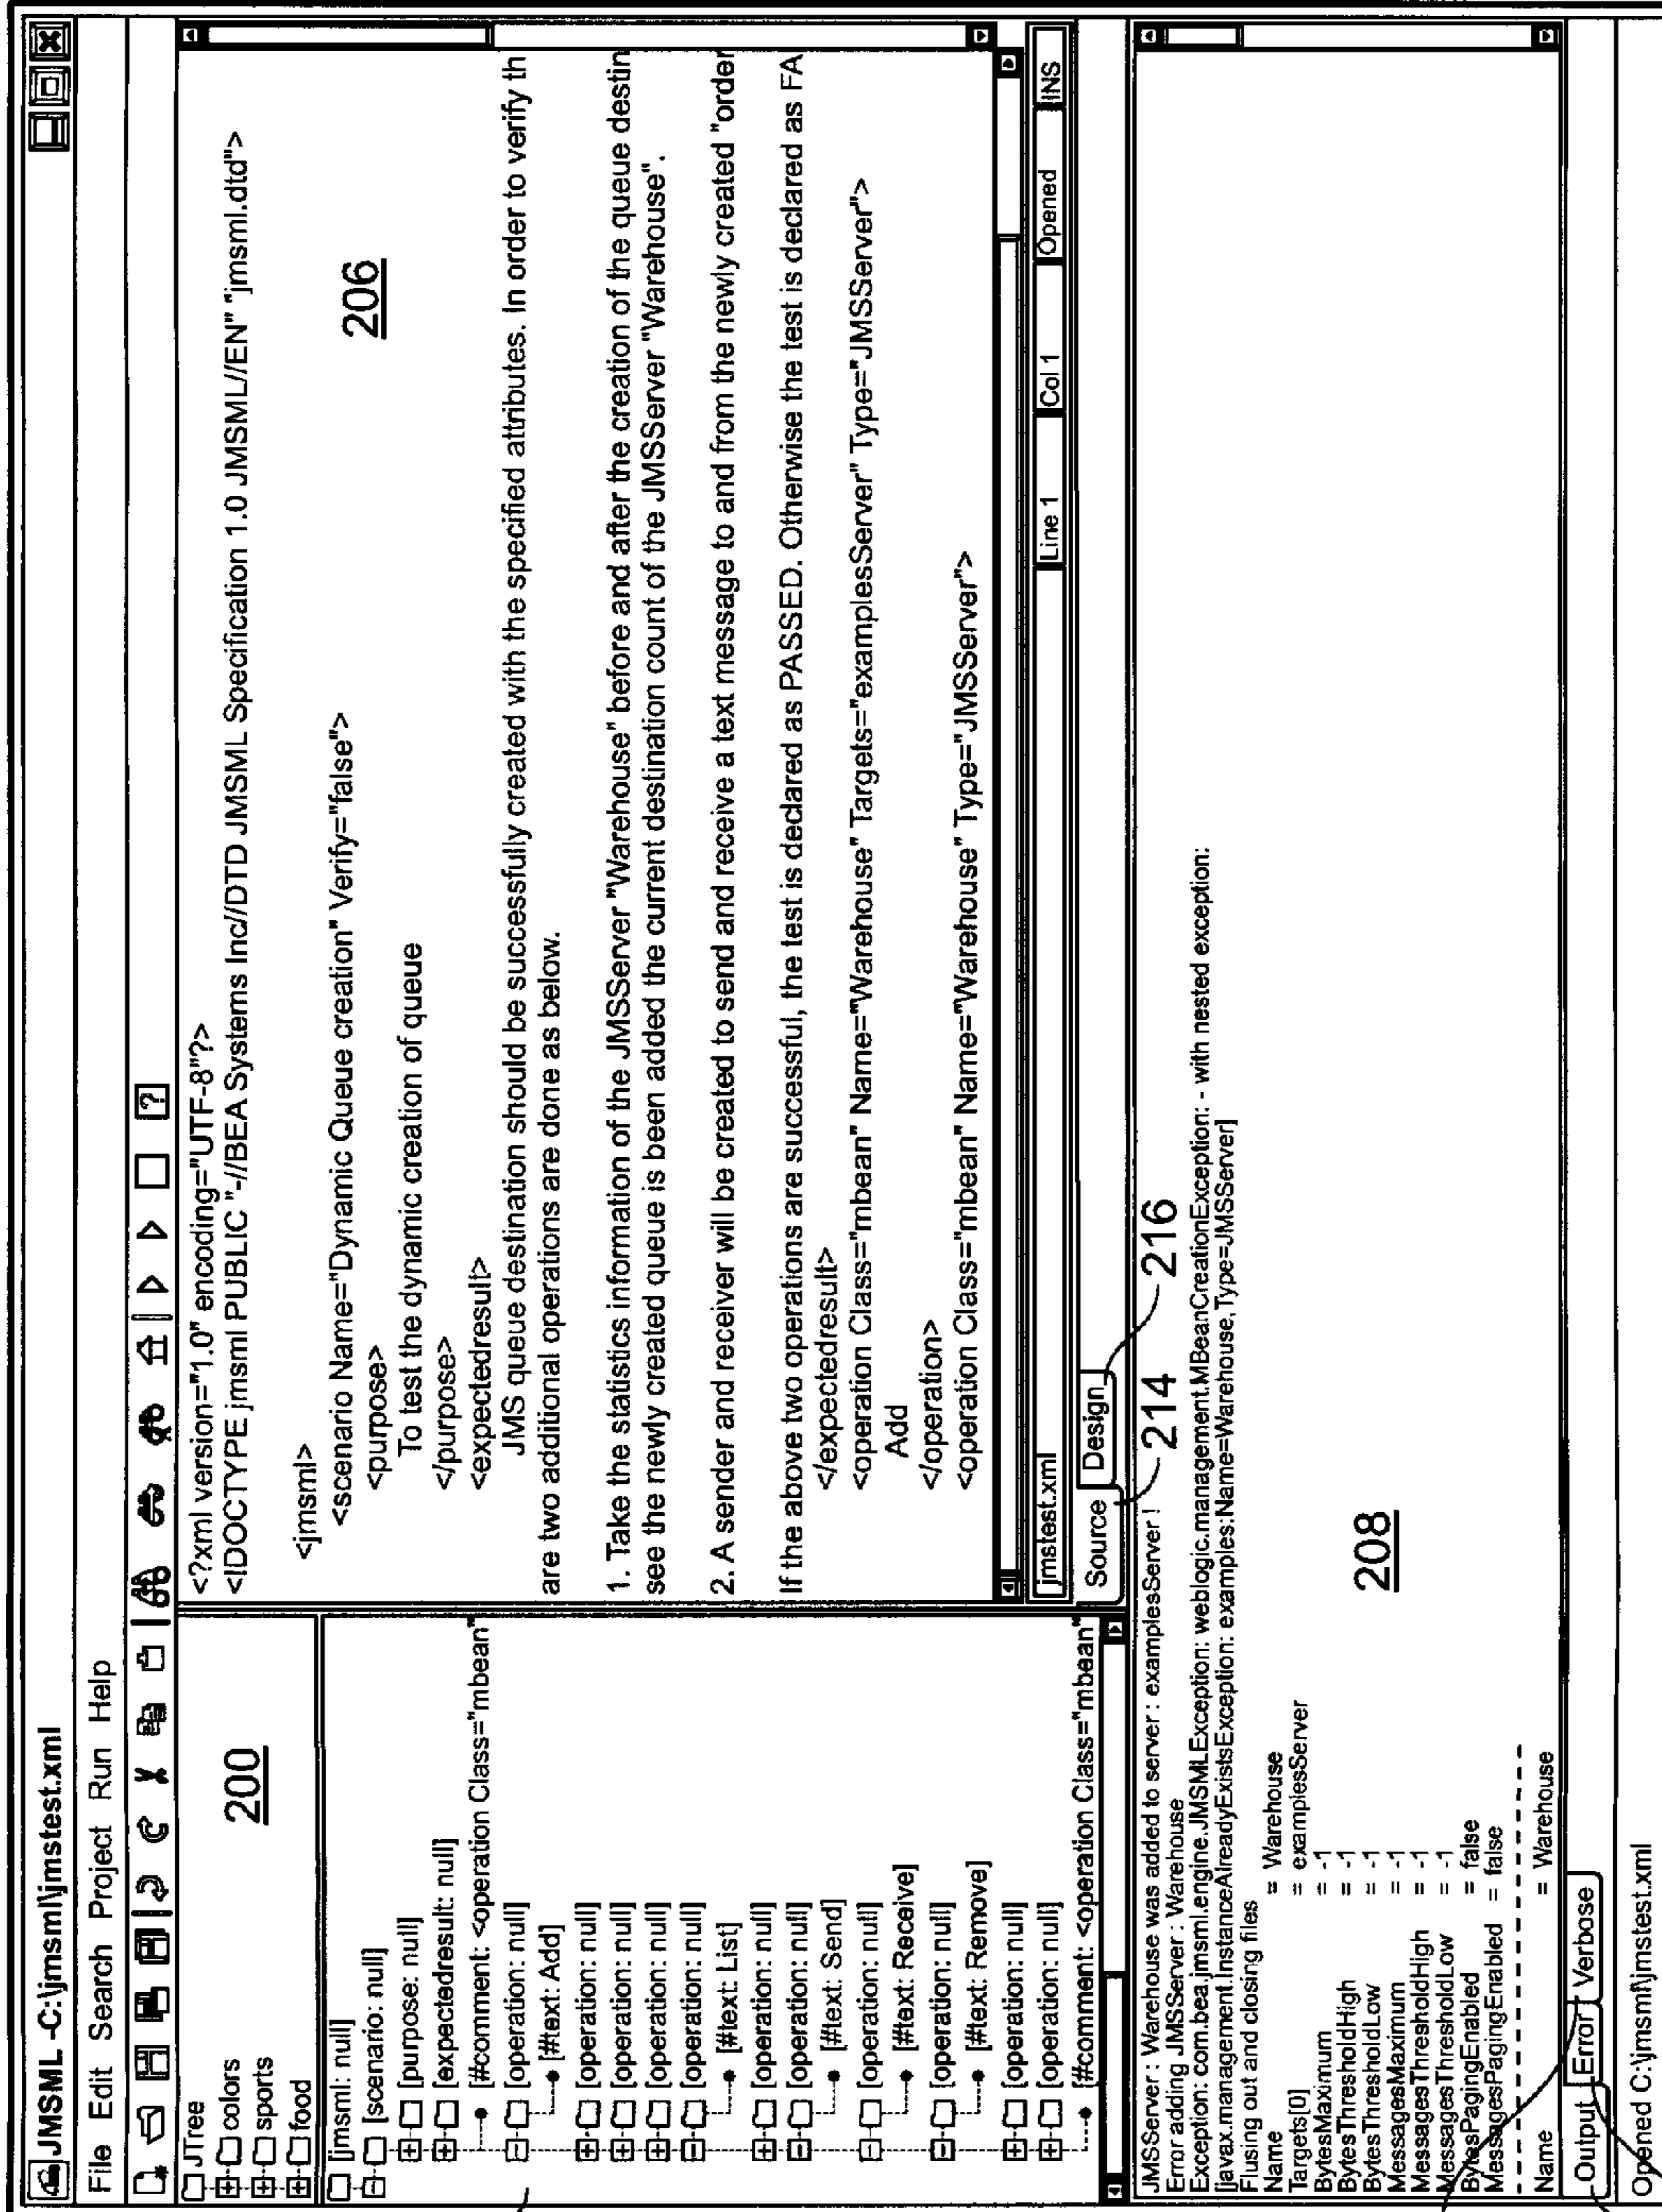 JMSML -C:\jmsml\jmstest.xml
File Edit Search Project Run Help
?
JTree
colors
sports
food
200
[jmsml: null]
[scenario: null]
[purpose: null]
[expectedresult: null]
[#comment: <operation Class="mbean"
[operation: null]
[#text: Add]
[operation: null]
[operation: null]
[operation: null]
[operation: null]
[#text: List]
[operation: null]
[operation: null]
[#text: Send]
[operation: null]
[#text: Receive]
[operation: null]
[#text: Remove]
[operation: null]
[operation: null]
[#comment: <operation Class="mbean"
<?xml version="1.0" encoding="UTF-8"?>
<!DOCTYPE jmsml PUBLIC "-//BEA Systems Inc//DTD JMSML Specification 1.0 JMSML//EN" "jmsml.dtd">
<jmsml>
<scenario Name="Dynamic Queue creation" Verify="false">
<purpose>
To test the dynamic creation of queue
</purpose>
<expectedresult>
JMS queue destination should be successfully created with the specified attributes. In order to verify th
are two additional operations are done as below.
1. Take the statistics information of the JMSServer "Warehouse" before and after the creation of the queue destin
see the newly created queue is been added the current destination count of the JMSServer "Warehouse".
2. A sender and receiver will be created to send and receive a text message to and from the newly created "order
If the above two operations are successful, the test is declared as PASSED. Otherwise the test is declared as FA
</expectedresult>
<operation Class="mbean" Name="Warehouse" Targets="examplesServer" Type="JMSServer">
Add
</operation>
<operation Class="mbean" Name="Warehouse" Type="JMSServer">
206
jmstest.xml Line 1 Col 1 Opened INS
Source Design
214 216
JMSServer : Warehouse was added to server : examplesServer !
Error adding JMSServer : Warehouse
Exception: com.bea.jmsml.engine.JMSMLException: weblogic.management.MBeanCreationException: - with nested exception:
[javax.management.InstanceAlreadyExistsException: examples:Name=Warehouse,Type=JMSServer]
Flusing out and closing files
Name = Warehouse
Targets[0] = examplesServer
BytesMaximum = -1
BytesThresholdHigh = -1
BytesThresholdLow = -1
MessagesMaximum = -1
MessagesThresholdHigh = -1
MessagesThresholdLow = -1
BytesPagingEnabled = false
MessagesPagingEnabled = false
--------------------
Name = Warehouse
208
Output Error Verbose
Opened C:\jmsml\jmstest.xml